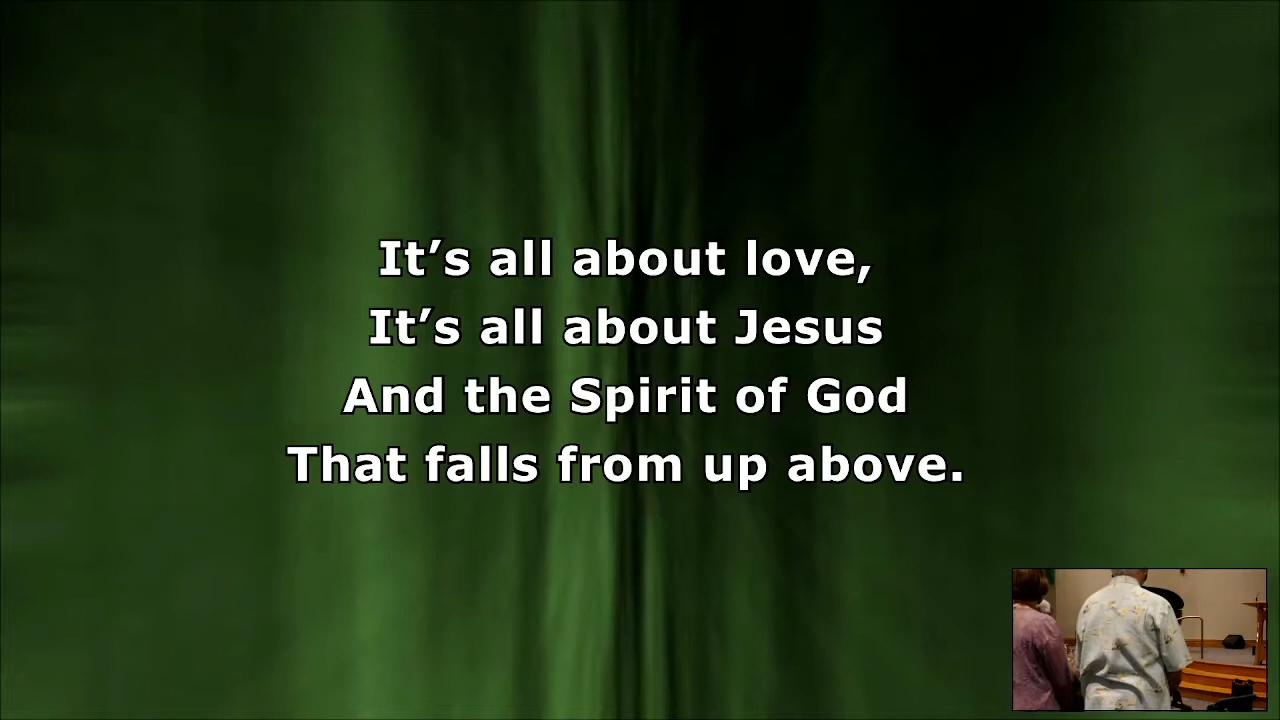 It’s all about love,
It’s all about Jesus
And the Spirit of God
That falls from up above.